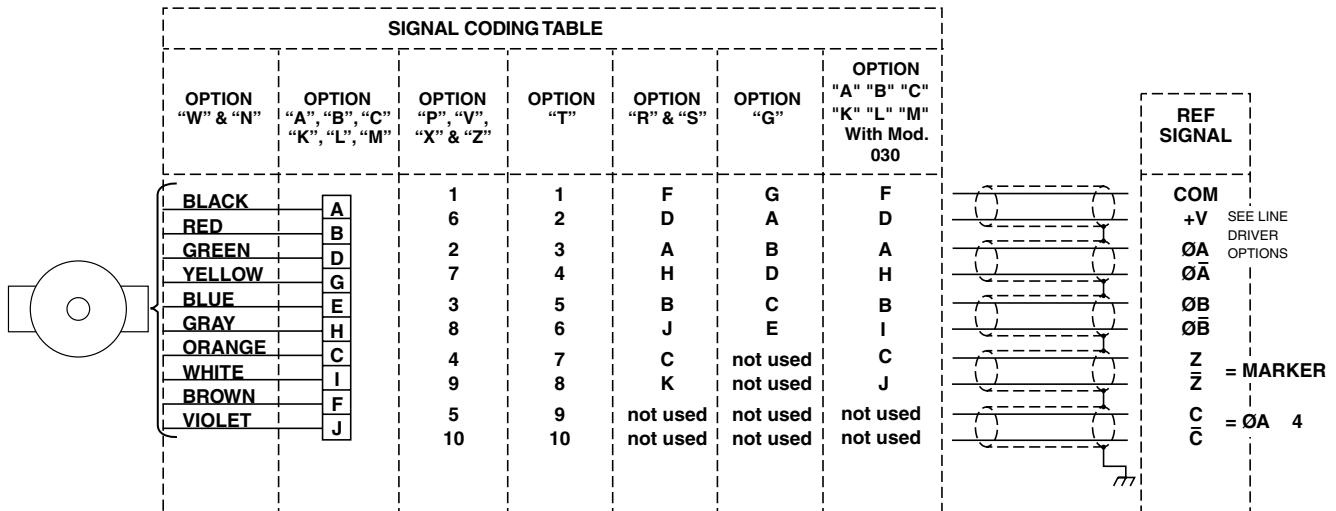 SIGNAL CODING TABLE
OPTION "W" & "N"
OPTION "A", "B", "C" "K", "L", "M"
OPTION "P", "V", "X" & "Z"
OPTION "T"
OPTION "R" & "S"
OPTION "G"
OPTION "A" "B" "C" "K" "L" "M" With Mod. 030
REF SIGNAL
BLACK A 1 1 F G F COM
RED B 6 2 D A D +V
SEE LINE DRIVER OPTIONS
GREEN D 2 3 A B A ØA
YELLOW G 7 4 H D H ØA̅
BLUE E 3 5 B C B ØB
GRAY H 8 6 J E I ØB̅
ORANGE C 4 7 C not used C Z
WHITE I 9 8 K not used J Z̅
= MARKER
BROWN F 5 9 not used not used not used C
VIOLET J 10 10 not used not used not used C̅
= ØA 4